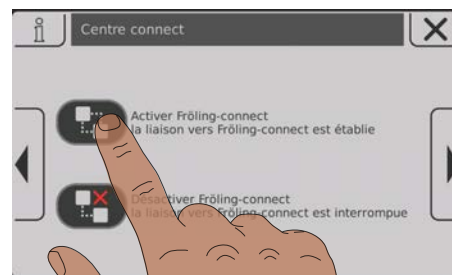 Centre connect
Activer Fröling-connect
la liaison vers Fröling-connect est établie
Désactiver Fröling-connect
la liaison vers Fröling-connect est interrompue